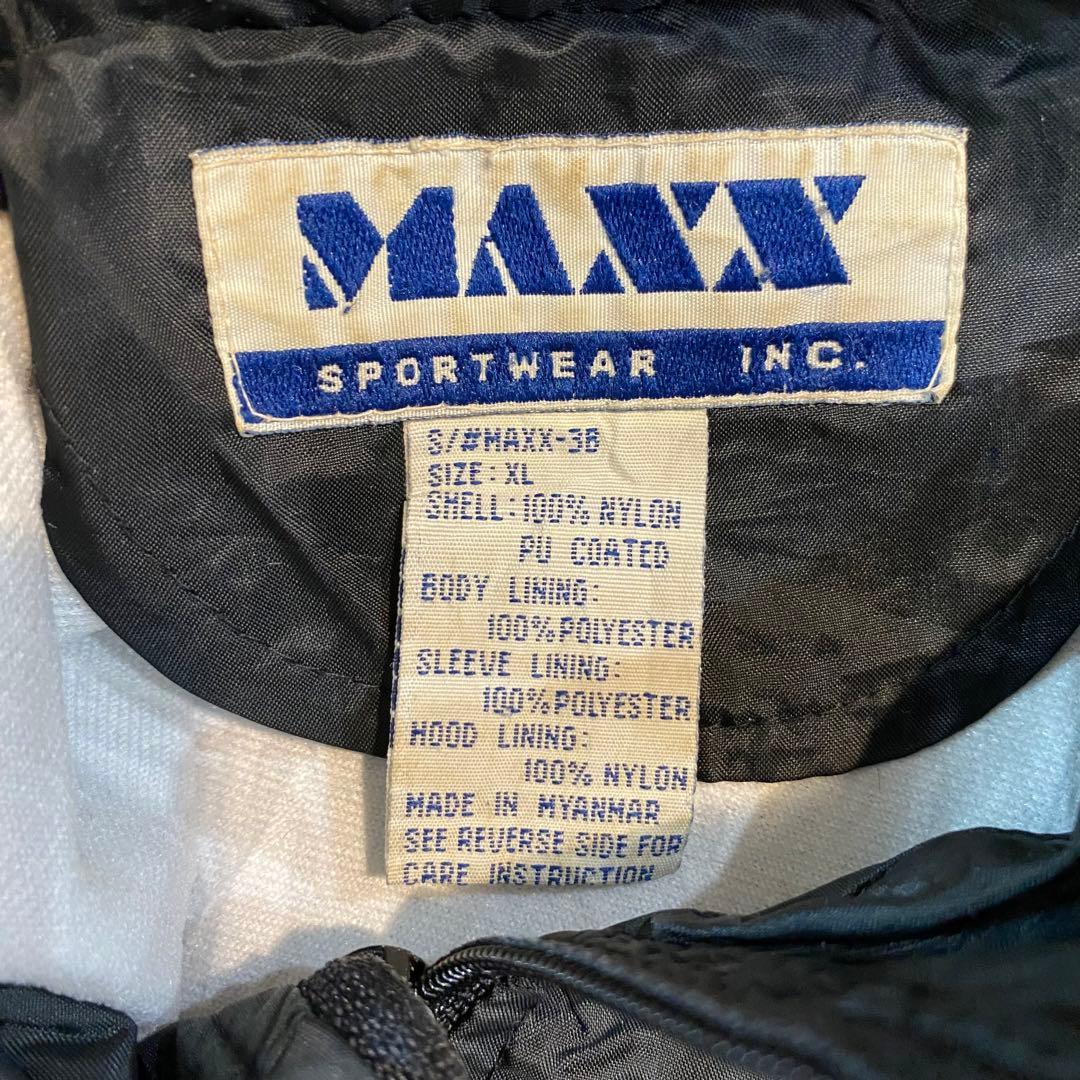 MAXX
SPORTWEAR INC.
S/#MAXX-3B
SIZE: XL
SHELL: 100% NYLON
PU COATED
BODY LINING:
100% POLYESTER
SLEEVE LINING:
100% POLYESTER
HOOD LINING:
100% NYLON
MADE IN MYANMAR
SEE REVERSE SIDE FOR
CARE INSTRUCTION